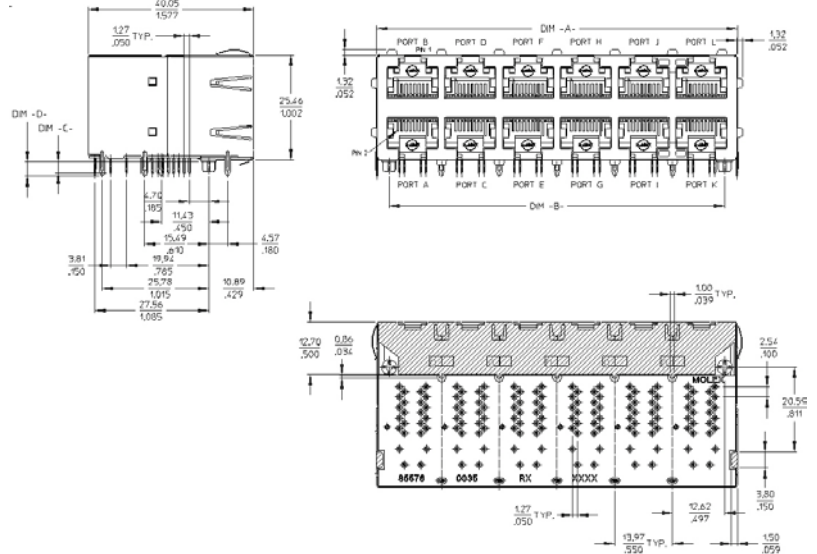 40.05
1.577
1.27
.050 TYP.
DIM -D-
DIM -C-
25.46
1.002
4.70
.185
11.43
.450
15.49
.610
4.57
.180
3.81
.150
19.94
.785
25.78
1.015
10.89
.429
27.56
1.085
DIM -A-
PORT B
PORT D
PORT F
PORT H
PORT J
PORT L
PIN 1
1.32
.052
1.32
.052
PIN 1
PORT A
PORT C
PORT E
PORT G
PORT I
PORT K
DIM -B-
1.00
.039 TYP.
12.70
.500
0.86
.034
2.54
.100
MOLEX
20.59
.811
85576
0035
RX
XXXX
1.27
.050 TYP.
12.62
.497
3.80
.150
13.97
.550 TYP.
1.50
.059